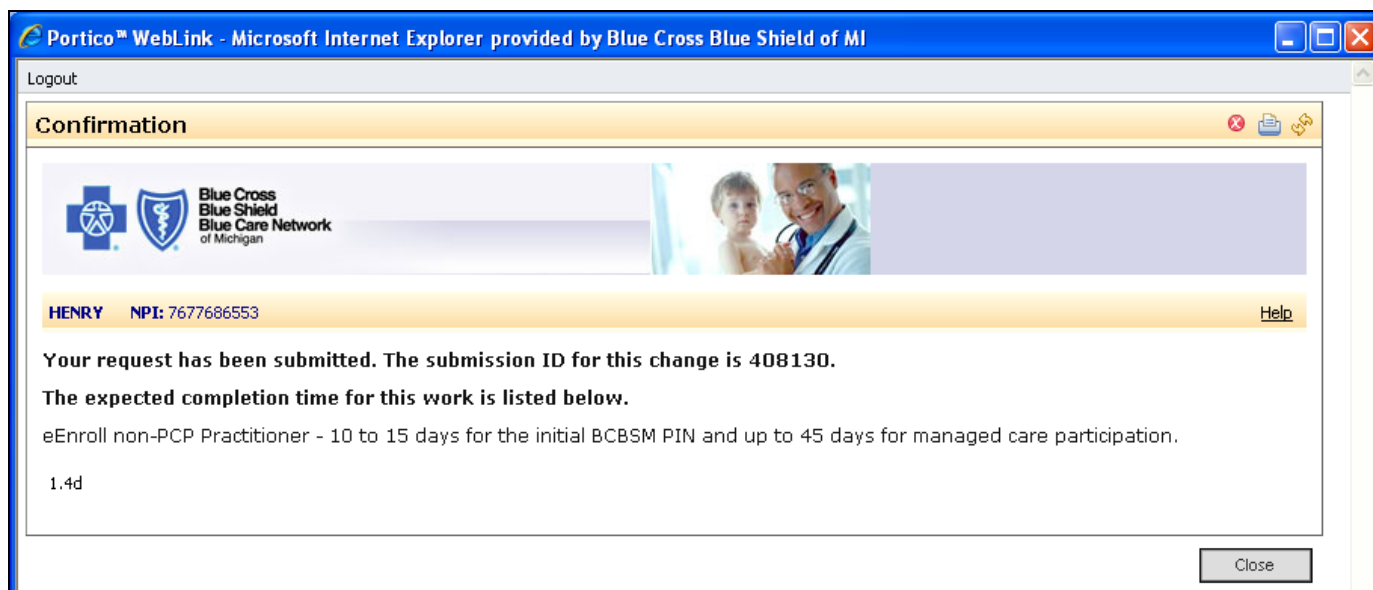 Portico™ WebLink - Microsoft Internet Explorer provided by Blue Cross Blue Shield of MI
Logout
Confirmation
Blue Cross
Blue Shield
Blue Care Network
of Michigan
HENRY NPI: 7677686553 Help
Your request has been submitted. The submission ID for this change is 408130.
The expected completion time for this work is listed below.
eEnroll non-PCP Practitioner - 10 to 15 days for the initial BCBSM PIN and up to 45 days for managed care participation.
1.4d
Close